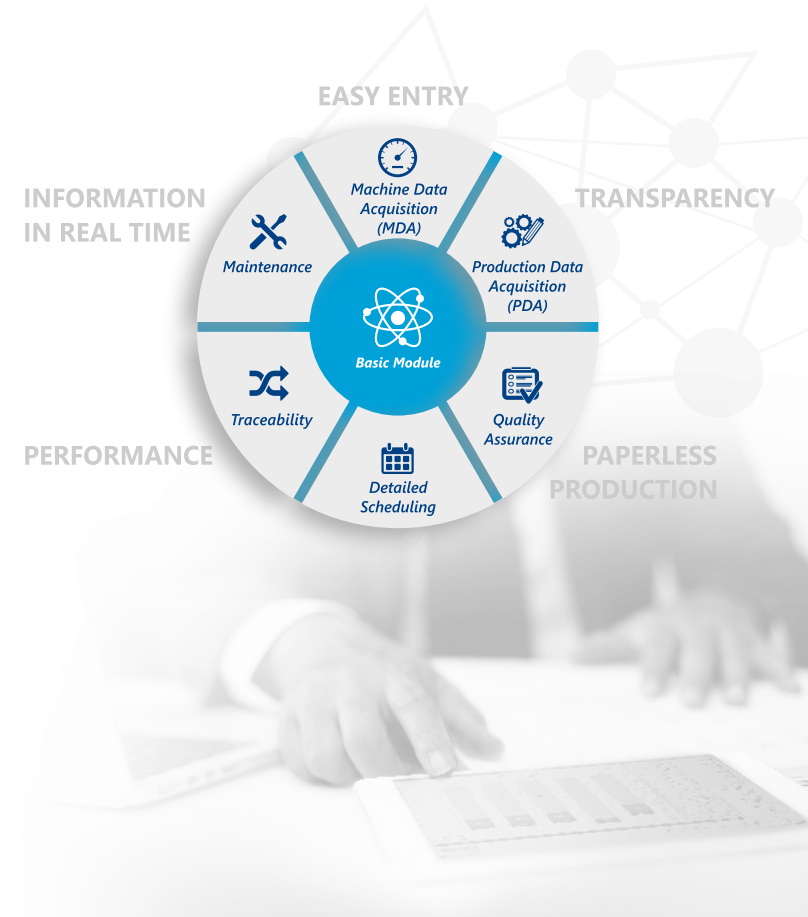 EASY ENTRY
INFORMATION
IN REAL TIME
TRANSPARENCY
Machine Data
Acquisition
(MDA)
Maintenance
Production Data
Acquisition
(PDA)
Basic Module
Traceability
Quality
Assurance
Detailed
Scheduling
PERFORMANCE
PAPERLESS
PRODUCTION